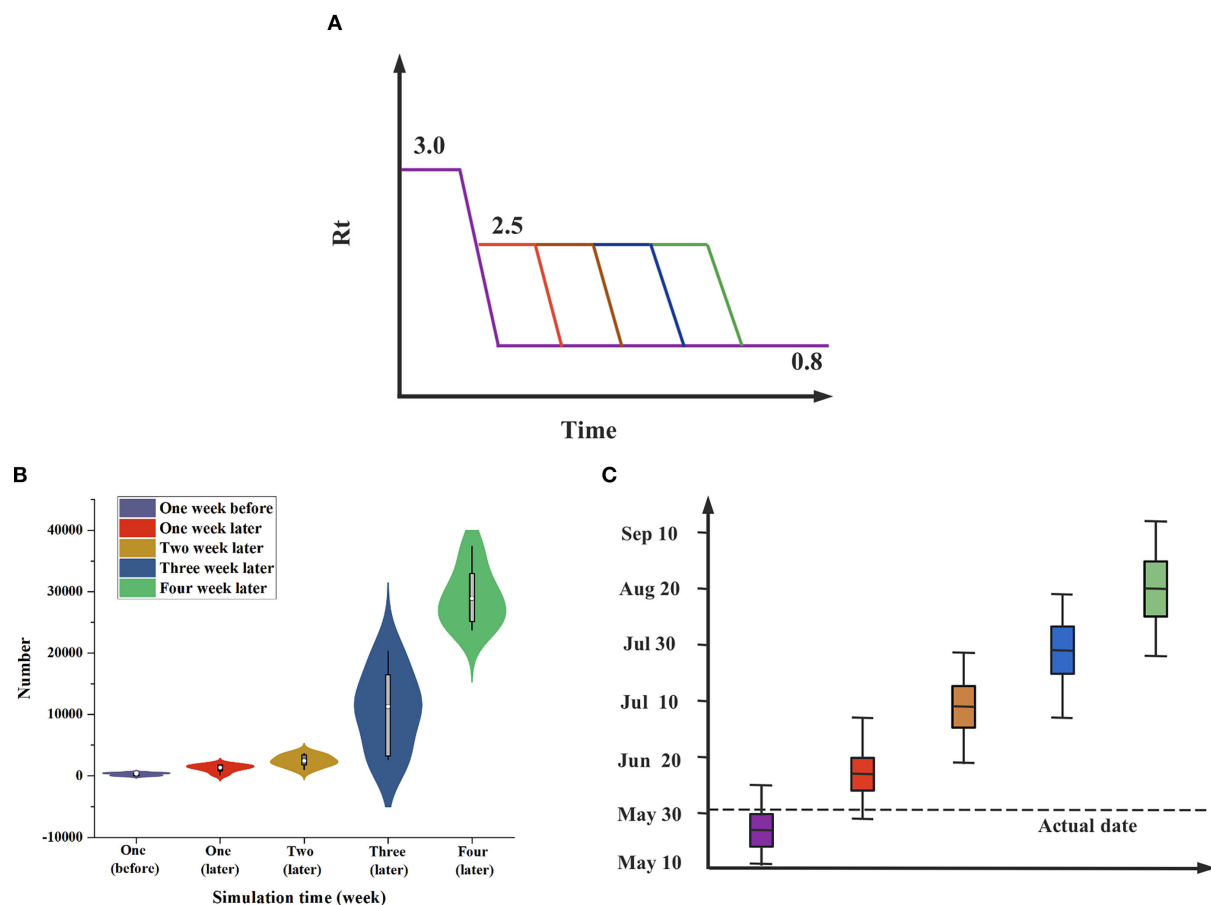 A
3.0
2.5
0.8
Rt
Time
B
One week before
One week later
Two week later
Three week later
Four week later
40000
30000
20000
10000
0
-10000
Number
One
(before)
One
(later)
Two
(later)
Three
(later)
Four
(later)
Simulation time (week)
C
Sep 10
Aug 20
Jul 30
Jul 10
Jun 20
May 30
May 10
Actual date